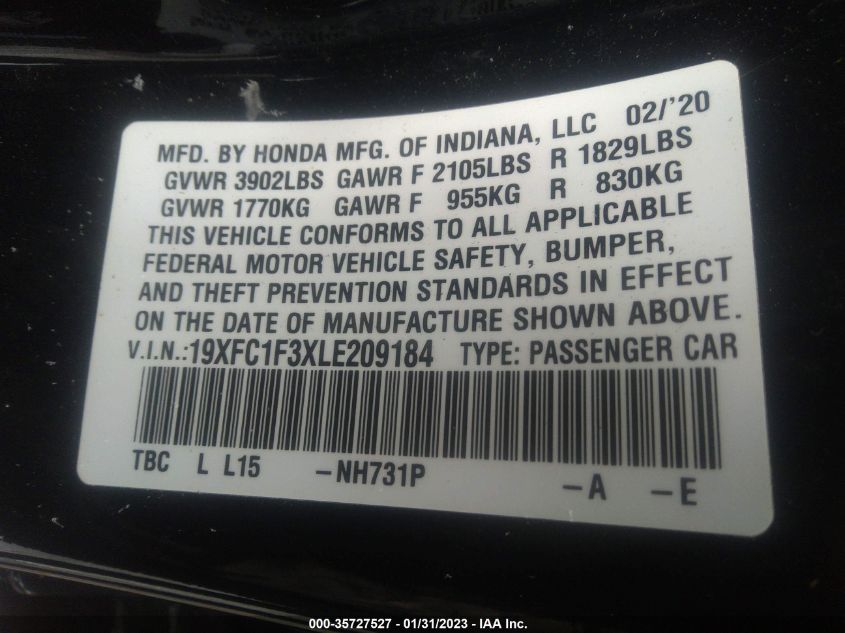 MFD. BY HONDA MFG. OF INDIANA, LLC 02/'20
GVWR 3902LBS GAWR F 2105LBS R 1829LBS
GVWR 1770KG GAWR F 955KG R 830KG
THIS VEHICLE CONFORMS TO ALL APPLICABLE
FEDERAL MOTOR VEHICLE SAFETY, BUMPER,
AND THEFT PREVENTION STANDARDS IN EFFECT
ON THE DATE OF MANUFACTURE SHOWN ABOVE.
V.I.N.:19XFC1F3XLE209184 TYPE: PASSENGER CAR
TBC L L15 -NH731P -A -E
000-35727527 - 01/31/2023 - IAA Inc.